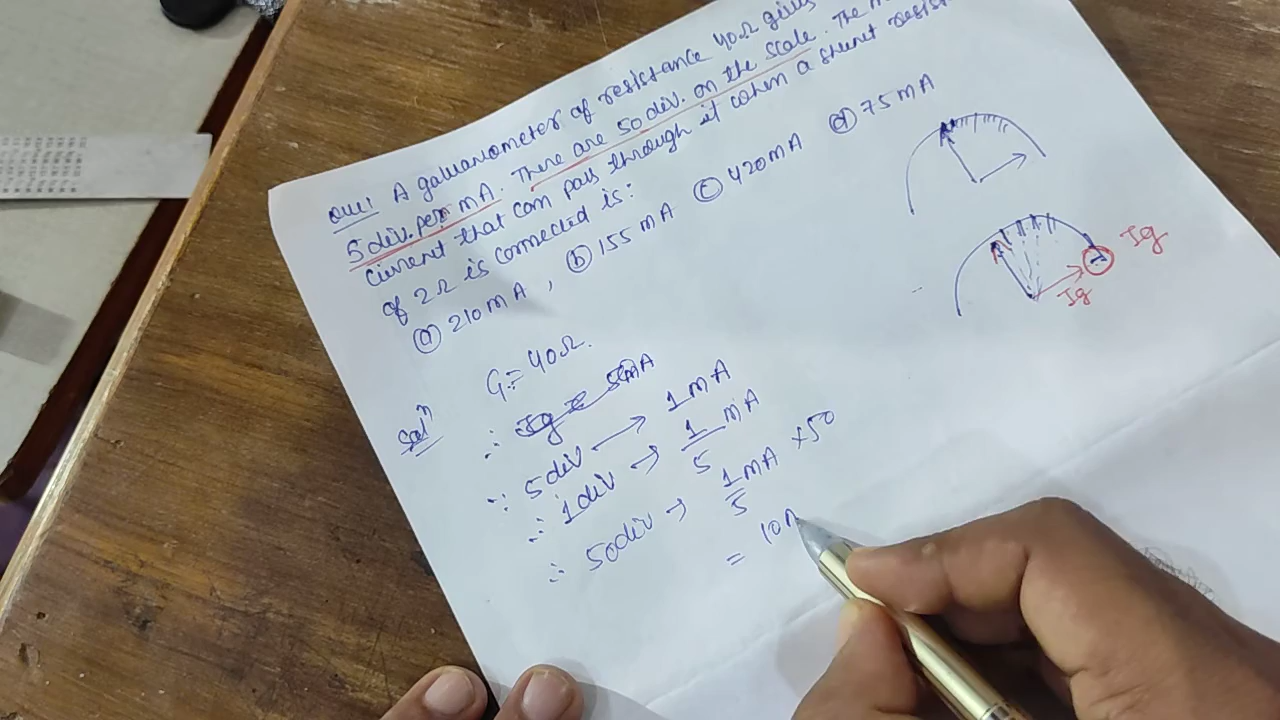 Que: A galvanometer of resistance 40Ω gives
5 div. per mA. There are 50 div. on the scale. The
current that can pass through it when a shunt resist
of 2Ω is connected is:
(a) 210 mA , (b) 155 mA (c) 420 mA (d) 75 mA
Ig
Ig
Solⁿ G = 40Ω.
∴ Ig = 5mA
∵ 5 div → 1 mA
∴ 1 div → 1/5 mA
∴ 50 div → 1/5 mA × 50
= 10